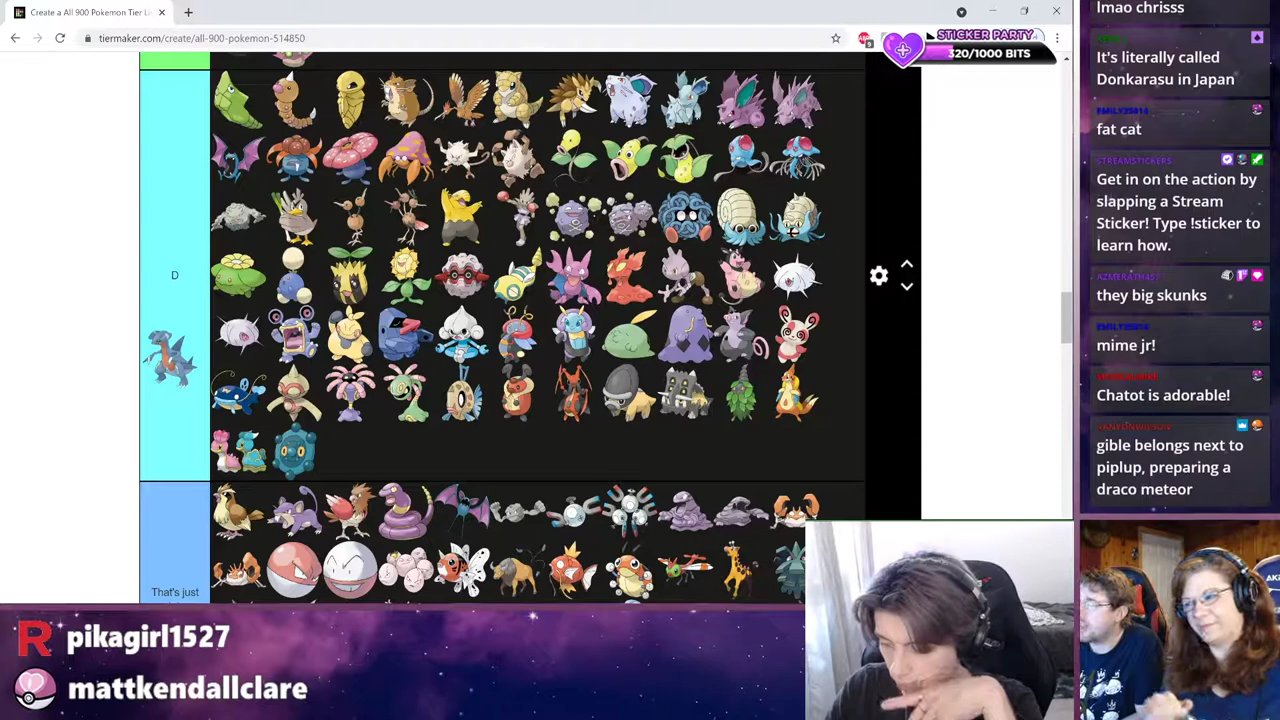 Create a All 900 Pokemon Tier Li
tiermaker.com/create/all-900-pokemon-514850
9
STICKER PARTY
320/1000 BITS
D
That's just
lmao chrisss
It's literally called
Donkarasu in Japan
fat cat
STREAMSTICKERS
Get in on the action by
slapping a Stream
Sticker! Type !sticker to
learn how.
they big skunks
mime jr!
Chatot is adorable!
gible belongs next to
piplup, preparing a
draco meteor
R pikagirl1527
mattkendallclare